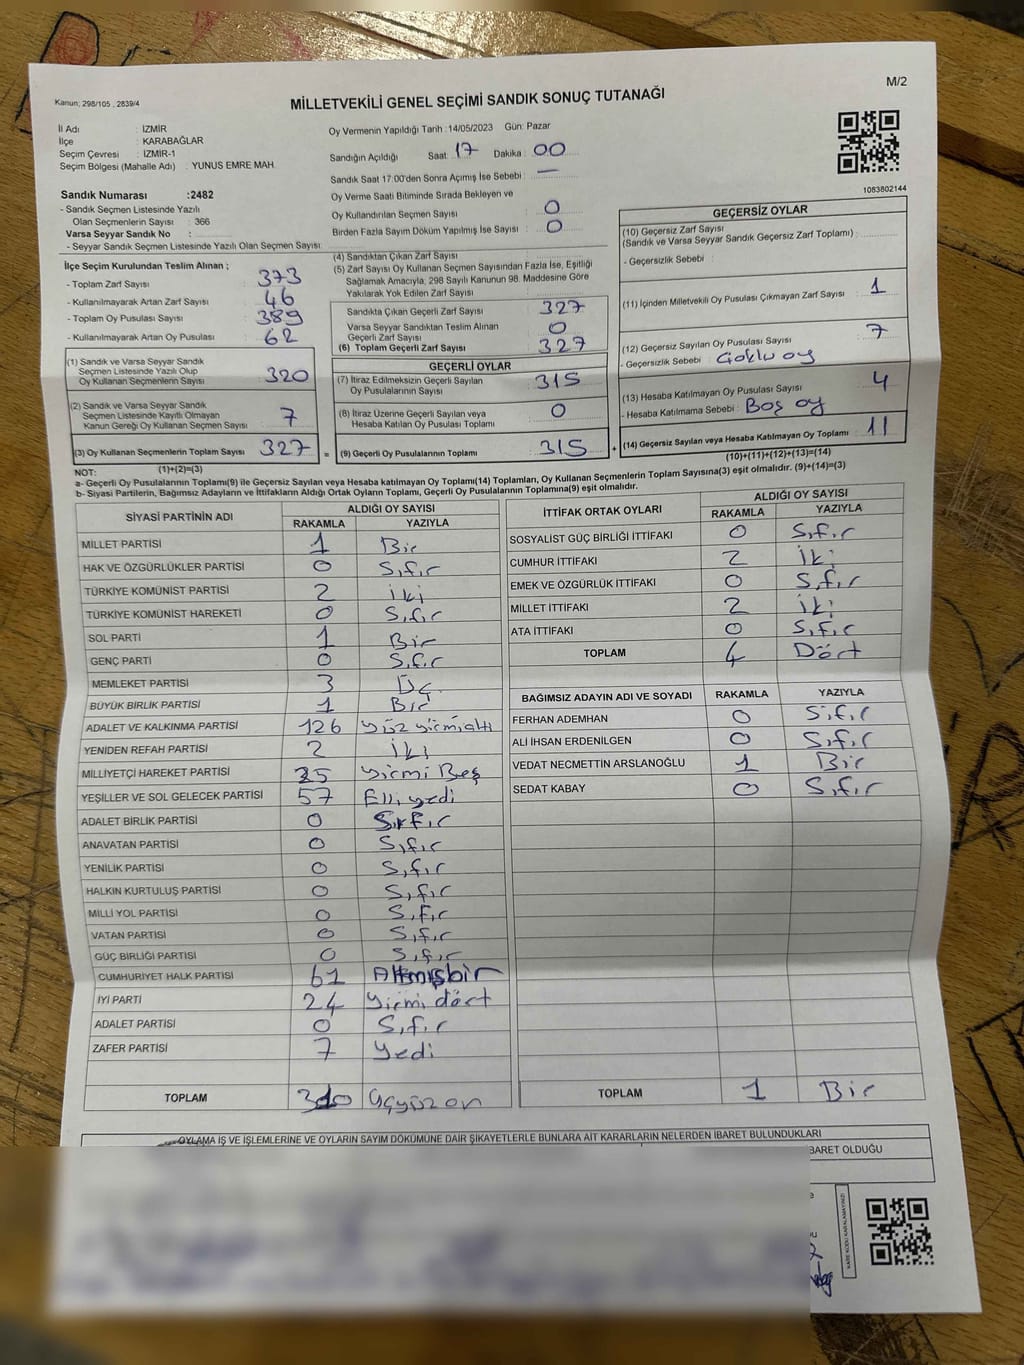 M/2
Kanun; 298/105 , 2839/4
MİLLETVEKİLİ GENEL SEÇİMİ SANDIK SONUÇ TUTANAĞI
İl Adı : İZMİR
İlçe : KARABAĞLAR
Seçim Çevresi : İZMİR-1
Seçim Bölgesi (Mahalle Adı) : YUNUS EMRE MAH.
Sandık Numarası :2482
- Sandık Seçmen Listesinde Yazılı
Olan Seçmenlerin Sayısı : 366
Varsa Seyyar Sandık No :
- Seyyar Sandık Seçmen Listesinde Yazılı Olan Seçmen Sayısı:
Oy Vermenin Yapıldığı Tarih :14/05/2023 Gün: Pazar
Sandığın Açıldığı Saat: 17 Dakika : 00
Sandık Saat 17:00'den Sonra Açımış İse Sebebi : —
Oy Verme Saati Bitiminde Sırada Bekleyen ve
Oy Kullandırılan Seçmen Sayısı : 0
Birden Fazla Sayım Döküm Yapılmış İse Sayısı : 0
1083802144
İlçe Seçim Kurulundan Teslim Alınan ;
- Toplam Zarf Sayısı : 373
- Kullanılmayarak Artan Zarf Sayısı : 46
- Toplam Oy Pusulası Sayısı : 389
- Kullanılmayarak Artan Oy Pusulası : 62
(1) Sandık ve Varsa Seyyar Sandık
Seçmen Listesinde Yazılı Olup
Oy Kullanan Seçmenlerin Sayısı : 320
(2) Sandık ve Varsa Seyyar Sandık
Seçmen Listesinde Kayıtlı Olmayan
Kanun Gereği Oy Kullanan Seçmen Sayısı : 7
(3) Oy Kullanan Seçmenlerin Toplam Sayısı : 327 =
(1)+(2)=(3)
(4) Sandıktan Çıkan Zarf Sayısı
(5) Zarf Sayısı Oy Kullanan Seçmen Sayısından Fazla İse, Eşitliği
Sağlamak Amacıyla, 298 Sayılı Kanunun 98. Maddesine Göre
Yakılarak Yok Edilen Zarf Sayısı :
Sandıkta Çıkan Geçerli Zarf Sayısı : 327
Varsa Seyyar Sandıktan Teslim Alınan
Geçerli Zarf Sayısı : 0
(6) Toplam Geçerli Zarf Sayısı : 327
GEÇERLİ OYLAR
(7) İtiraz Edilmeksizin Geçerli Sayılan
Oy Pusulalarının Sayısı : 315
(8) İtiraz Üzerine Geçerli Sayılan veya
Hesaba Katılan Oy Pusulası Toplamı : 0
(9) Geçerli Oy Pusulalarının Toplamı : 315 +
GEÇERSİZ OYLAR
(10) Geçersiz Zarf Sayısı
(Sandık ve Varsa Seyyar Sandık Geçersiz Zarf Toplamı) :
- Geçersizlik Sebebi :
(11) İçinden Milletvekili Oy Pusulası Çıkmayan Zarf Sayısı : 1
(12) Geçersiz Sayılan Oy Pusulası Sayısı : 7
- Geçersizlik Sebebi : Çoklu oy
(13) Hesaba Katılmayan Oy Pusulası Sayısı : 4
- Hesaba Katılmama Sebebi : Boş oy
(14) Geçersiz Sayılan veya Hesaba Katılmayan Oy Toplamı : 11
(10)+(11)+(12)+(13)=(14)
NOT:
a- Geçerli Oy Pusulalarının Toplamı(9) ile Geçersiz Sayılan veya Hesaba katılmayan Oy Toplamı(14) Toplamları, Oy Kullanan Seçmenlerin Toplam Sayısına(3) eşit olmalıdır. (9)+(14)=(3)
b- Siyasi Partilerin, Bağımsız Adayların ve İttifakların Aldığı Ortak Oyların Toplamı, Geçerli Oy Pusulalarının Toplamına(9) eşit olmalıdır.
SİYASİ PARTİNİN ADI ALDIĞI OY SAYISI
RAKAMLA YAZIYLA
MİLLET PARTİSİ 1 Bir
HAK VE ÖZGÜRLÜKLER PARTİSİ 0 Sıfır
TÜRKİYE KOMÜNİST PARTİSİ 2 İki
TÜRKİYE KOMÜNİST HAREKETİ 0 Sıfır
SOL PARTİ 1 Bir
GENÇ PARTİ 0 Sıfır
MEMLEKET PARTİSİ 3 Üç
BÜYÜK BİRLİK PARTİSİ 1 Bir
ADALET VE KALKINMA PARTİSİ 126 Yüz yirmi altı
YENİDEN REFAH PARTİSİ 2 İki
MİLLİYETÇİ HAREKET PARTİSİ 25 Yirmi Beş
YEŞİLLER VE SOL GELECEK PARTİSİ 57 Elli yedi
ADALET BİRLİK PARTİSİ 0 Sıfır
ANAVATAN PARTİSİ 0 Sıfır
YENİLİK PARTİSİ 0 Sıfır
HALKIN KURTULUŞ PARTİSİ 0 Sıfır
MİLLİ YOL PARTİSİ 0 Sıfır
VATAN PARTİSİ 0 Sıfır
GÜÇ BİRLİĞİ PARTİSİ 0 Sıfır
CUMHURİYET HALK PARTİSİ 61 Altmışbir
İYİ PARTİ 24 Yirmi dört
ADALET PARTİSİ 0 Sıfır
ZAFER PARTİSİ 7 Yedi
TOPLAM 310 Üçyüzon
İTTİFAK ORTAK OYLARI ALDIĞI OY SAYISI
RAKAMLA YAZIYLA
SOSYALİST GÜÇ BİRLİĞİ İTTİFAKI 0 Sıfır
CUMHUR İTTİFAKI 2 İki
EMEK VE ÖZGÜRLÜK İTTİFAKI 0 Sıfır
MİLLET İTTİFAKI 2 İki
ATA İTTİFAKI 0 Sıfır
TOPLAM 4 Dört
BAĞIMSIZ ADAYIN ADI VE SOYADI RAKAMLA YAZIYLA
FERHAN ADEMHAN 0 Sıfır
ALİ İHSAN ERDENİLGEN 0 Sıfır
VEDAT NECMETTİN ARSLANOĞLU 1 Bir
SEDAT KABAY 0 Sıfır
TOPLAM 1 Bir
OYLAMA İŞ VE İŞLEMLERİNE VE OYLARIN SAYIM DÖKÜMÜNE DAİR ŞİKAYETLERLE BUNLARA AİT KARARLARIN NELERDEN İBARET BULUNDUKLARI
BARET OLDUĞU
KARE KODU KARALAMAYINIZ!